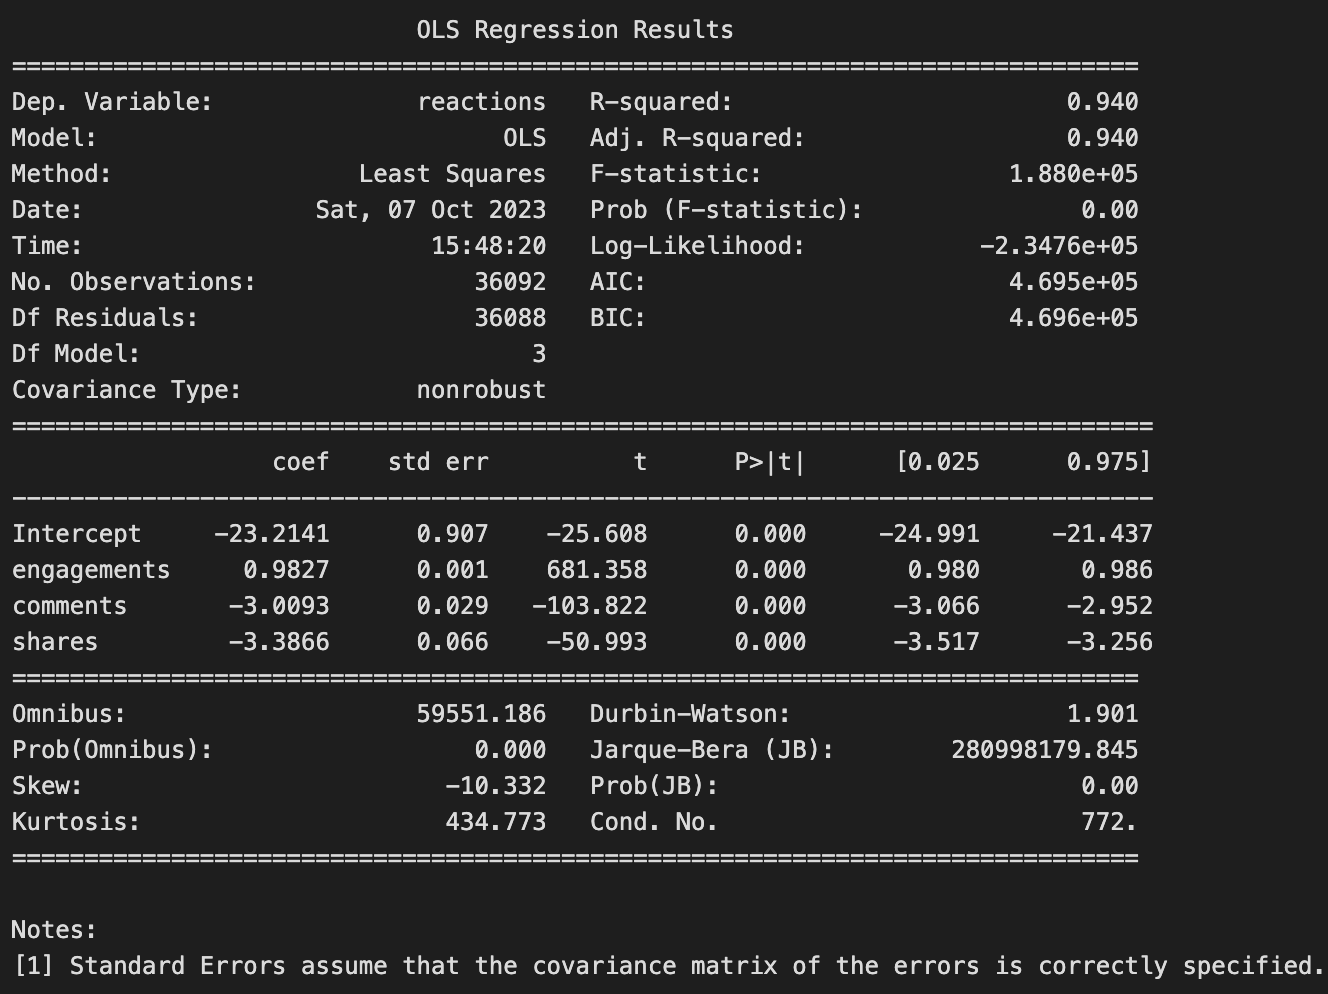 OLS Regression Results
==============================================================================
Dep. Variable:              reactions   R-squared:                       0.940
Model:                            OLS   Adj. R-squared:                  0.940
Method:                 Least Squares   F-statistic:                 1.880e+05
Date:                Sat, 07 Oct 2023   Prob (F-statistic):               0.00
Time:                        15:48:20   Log-Likelihood:            -2.3476e+05
No. Observations:               36092   AIC:                         4.695e+05
Df Residuals:                   36088   BIC:                         4.696e+05
Df Model:                           3
Covariance Type:            nonrobust
===============================================================================
                  coef    std err          t      P>|t|      [0.025      0.975]
-------------------------------------------------------------------------------
Intercept     -23.2141      0.907    -25.608      0.000     -24.991     -21.437
engagements     0.9827      0.001    681.358      0.000       0.980       0.986
comments       -3.0093      0.029   -103.822      0.000      -3.066      -2.952
shares         -3.3866      0.066    -50.993      0.000      -3.517      -3.256
==============================================================================
Omnibus:                    59551.186   Durbin-Watson:                   1.901
Prob(Omnibus):                  0.000   Jarque-Bera (JB):        280998179.845
Skew:                         -10.332   Prob(JB):                         0.00
Kurtosis:                     434.773   Cond. No.                         772.
==============================================================================
Notes:
[1] Standard Errors assume that the covariance matrix of the errors is correctly specified.